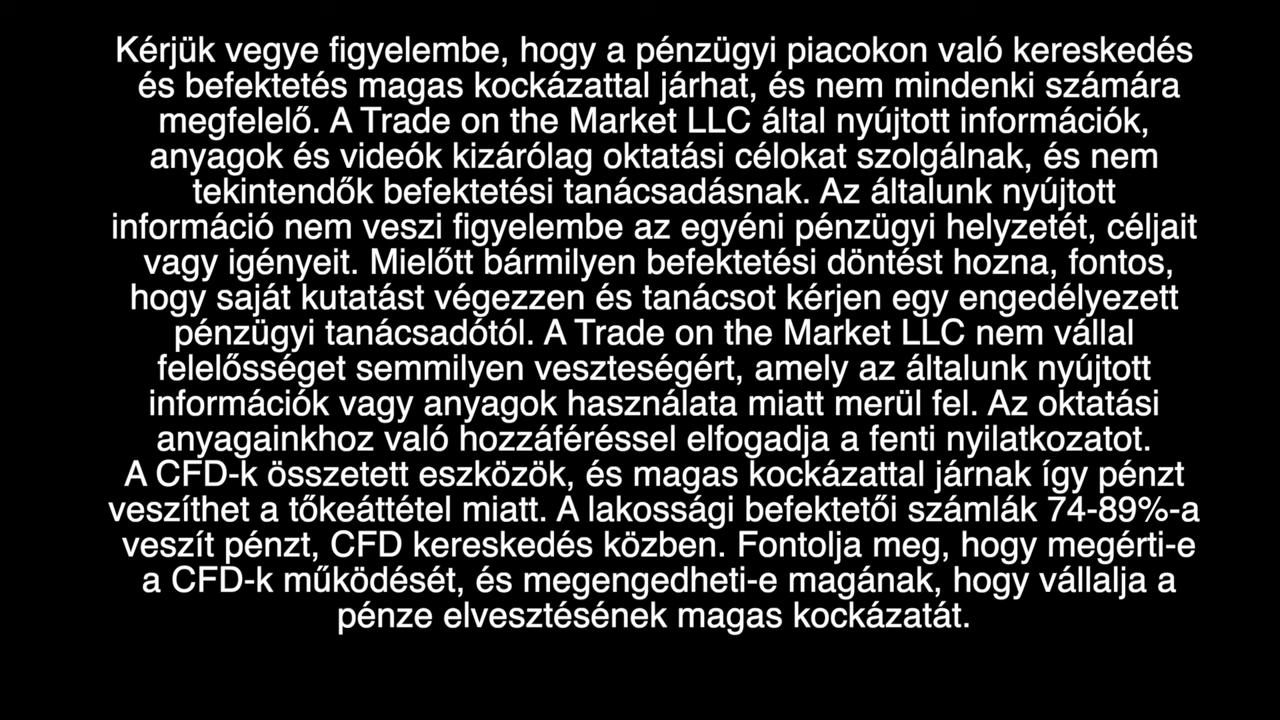 Kérjük vegye figyelembe, hogy a pénzügyi piacokon való kereskedés
és befektetés magas kockázattal járhat, és nem mindenki számára
megfelelő. A Trade on the Market LLC által nyújtott információk,
anyagok és videók kizárólag oktatási célokat szolgálnak, és nem
tekintendők befektetési tanácsadásnak. Az általunk nyújtott
információ nem veszi figyelembe az egyéni pénzügyi helyzetét, céljait
vagy igényeit. Mielőtt bármilyen befektetési döntést hozna, fontos,
hogy saját kutatást végezzen és tanácsot kérjen egy engedélyezett
pénzügyi tanácsadótól. A Trade on the Market LLC nem vállal
felelősséget semmilyen veszteségért, amely az általunk nyújtott
információk vagy anyagok használata miatt merül fel. Az oktatási
anyagainkhoz való hozzáféréssel elfogadja a fenti nyilatkozatot.
A CFD-k összetett eszközök, és magas kockázattal járnak így pénzt
veszíthet a tőkeáttétel miatt. A lakossági befektetői számlák 74-89%-a
veszít pénzt, CFD kereskedés közben. Fontolja meg, hogy megérti-e
a CFD-k működését, és megengedheti-e magának, hogy vállalja a
pénze elvesztésének magas kockázatát.